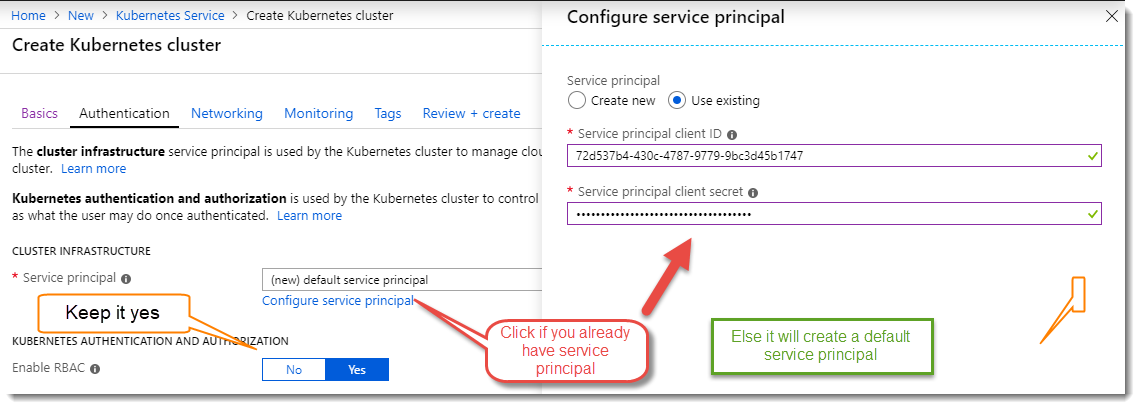 Home > New > Kubernetes Service > Create Kubernetes cluster
Create Kubernetes cluster
Basics Authentication Networking Monitoring Tags Review + create
The cluster infrastructure service principal is used by the Kubernetes cluster to manage clou
cluster. Learn more
Kubernetes authentication and authorization is used by the Kubernetes cluster to control
as what the user may do once authenticated. Learn more
CLUSTER INFRASTRUCTURE
* Service principal
(new) default service principal
Configure service principal
Keep it yes
KUBERNETES AUTHENTICATION AND AUTHORIZATION
Enable RBAC
No Yes
Click if you already
have service
principal
Configure service principal
Service principal
Create new Use existing
* Service principal client ID
72d537b4-430c-4787-9779-9bc3d45b1747
* Service principal client secret
••••••••••••••••••••••••••••••••••••
Else it will create a default
service principal